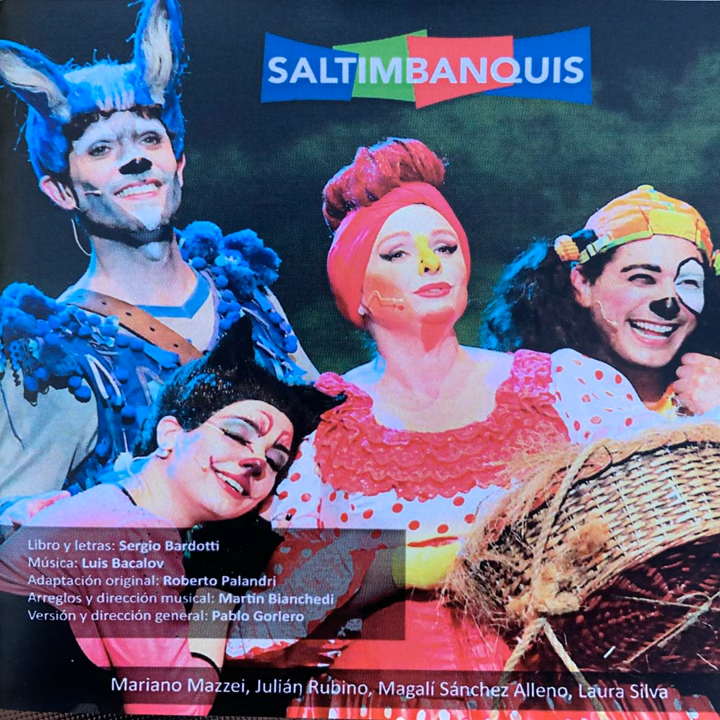 SALTIMBANQUIS
Libro y letras: Sergio Bardotti
Música: Luis Bacalov
Adaptación original: Roberto Palandri
Arreglos y dirección musical: Martín Bianchedi
Versión y dirección general: Pablo Gorlero
Mariano Mazzei, Julián Rubino, Magalí Sánchez Alleno, Laura Silva